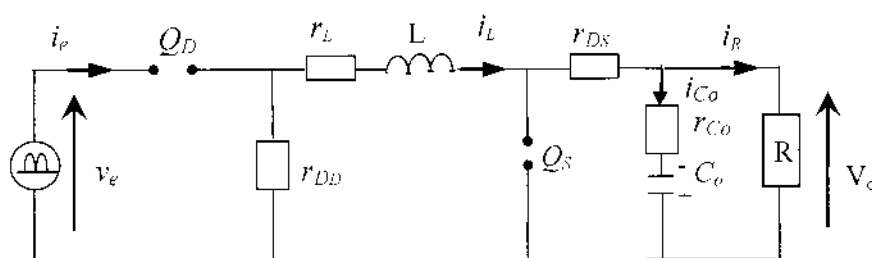 i_e
Q_D
r_L
L
i_L
r_DS
i_R
i_Co
r_Co
v_e
r_DD
Q_S
C_o
-
±
R
V_o